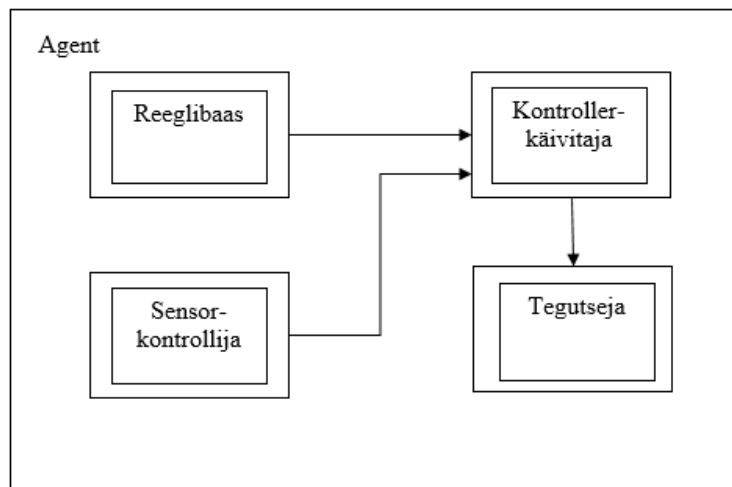 Agent
Reeglibaas
Kontroller-
käivitaja
Sensor-
kontrollija
Tegutseja